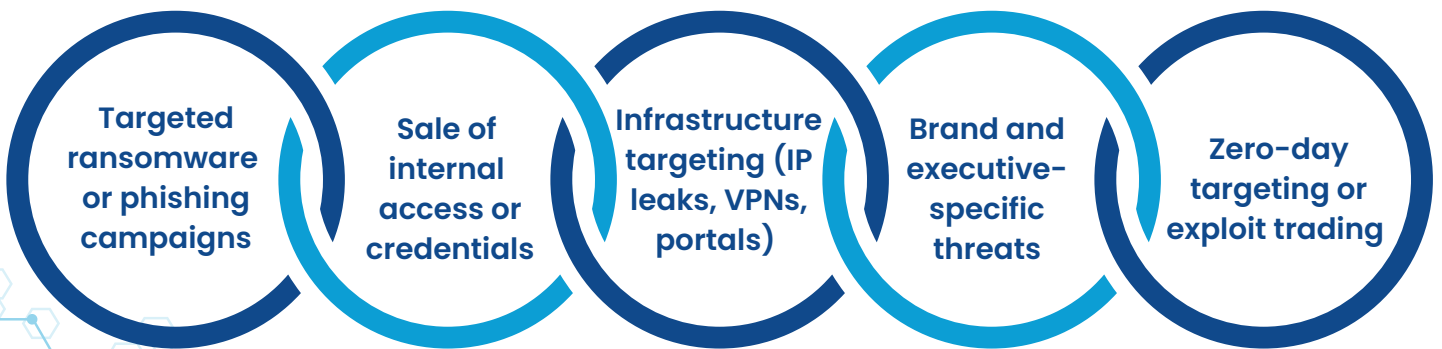 Targeted
ransomware
or phishing
campaigns
Sale of
internal
access or
credentials
Infrastructure
targeting (IP
leaks, VPNs,
portals)
Brand and
executive-
specific
threats
Zero-day
targeting or
exploit trading